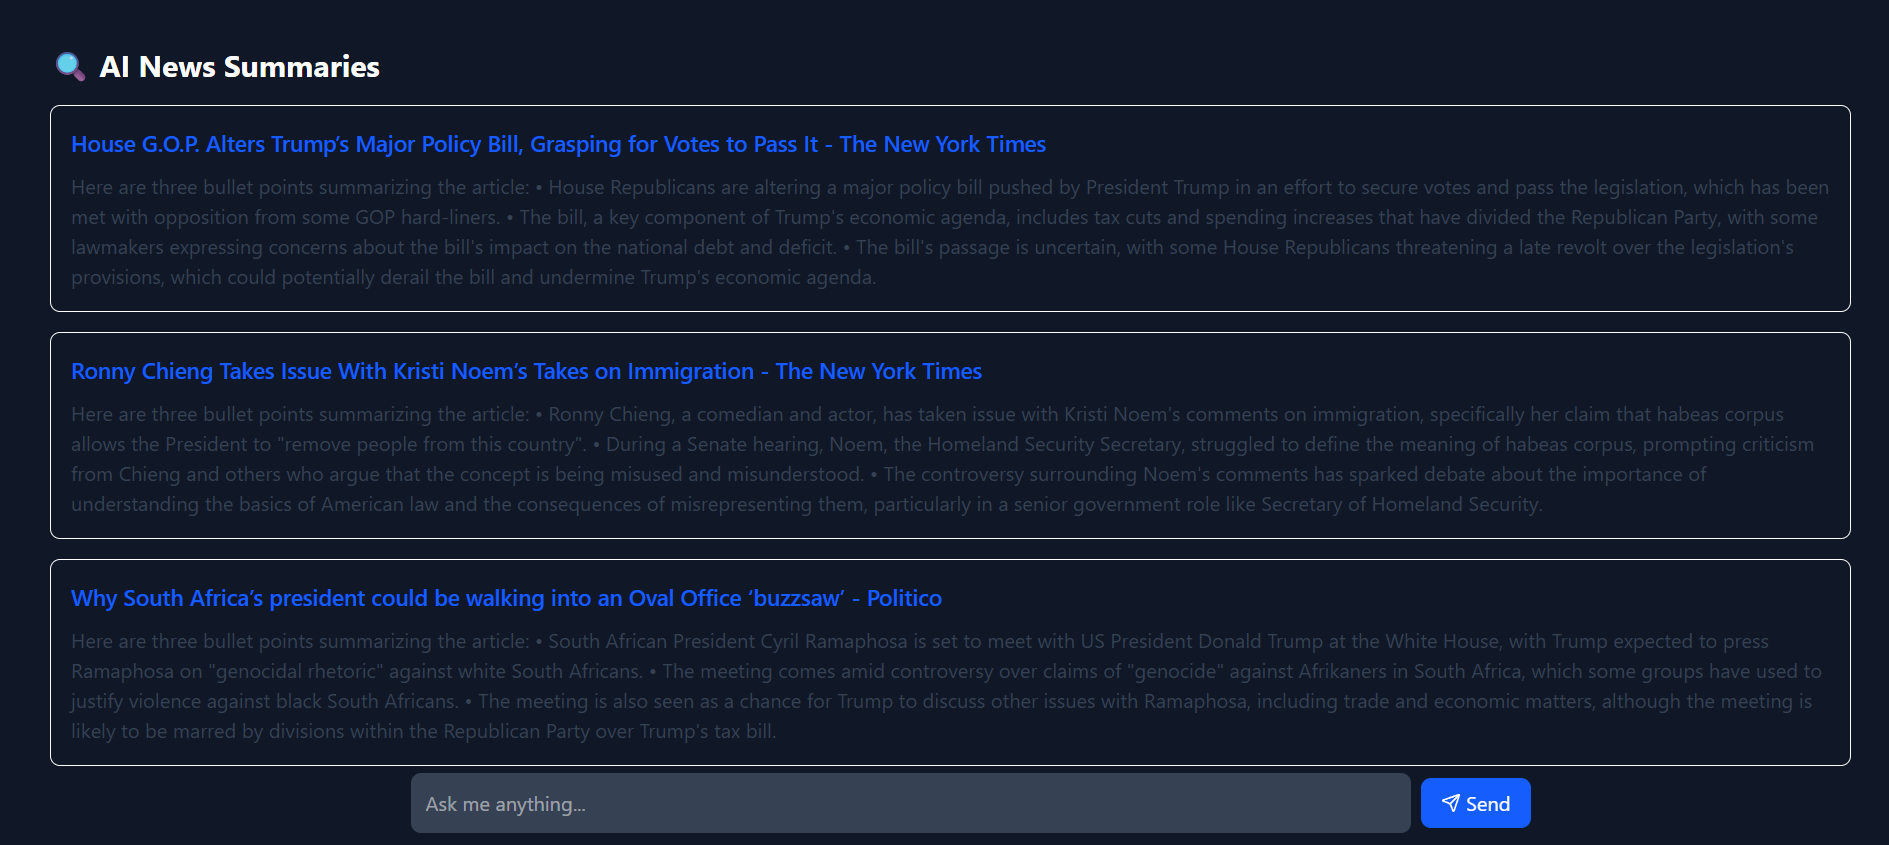 AI News Summaries
House G.O.P. Alters Trump’s Major Policy Bill, Grasping for Votes to Pass It - The New York Times
Here are three bullet points summarizing the article: • House Republicans are altering a major policy bill pushed by President Trump in an effort to secure votes and pass the legislation, which has been
met with opposition from some GOP hard-liners. • The bill, a key component of Trump's economic agenda, includes tax cuts and spending increases that have divided the Republican Party, with some
lawmakers expressing concerns about the bill's impact on the national debt and deficit. • The bill's passage is uncertain, with some House Republicans threatening a late revolt over the legislation's
provisions, which could potentially derail the bill and undermine Trump's economic agenda.
Ronny Chieng Takes Issue With Kristi Noem’s Takes on Immigration - The New York Times
Here are three bullet points summarizing the article: • Ronny Chieng, a comedian and actor, has taken issue with Kristi Noem's comments on immigration, specifically her claim that habeas corpus
allows the President to "remove people from this country". • During a Senate hearing, Noem, the Homeland Security Secretary, struggled to define the meaning of habeas corpus, prompting criticism
from Chieng and others who argue that the concept is being misused and misunderstood. • The controversy surrounding Noem's comments has sparked debate about the importance of
understanding the basics of American law and the consequences of misrepresenting them, particularly in a senior government role like Secretary of Homeland Security.
Why South Africa’s president could be walking into an Oval Office ‘buzzsaw’ - Politico
Here are three bullet points summarizing the article: • South African President Cyril Ramaphosa is set to meet with US President Donald Trump at the White House, with Trump expected to press
Ramaphosa on "genocidal rhetoric" against white South Africans. • The meeting comes amid controversy over claims of "genocide" against Afrikaners in South Africa, which some groups have used to
justify violence against black South Africans. • The meeting is also seen as a chance for Trump to discuss other issues with Ramaphosa, including trade and economic matters, although the meeting is
likely to be marred by divisions within the Republican Party over Trump's tax bill.
Ask me anything...
Send